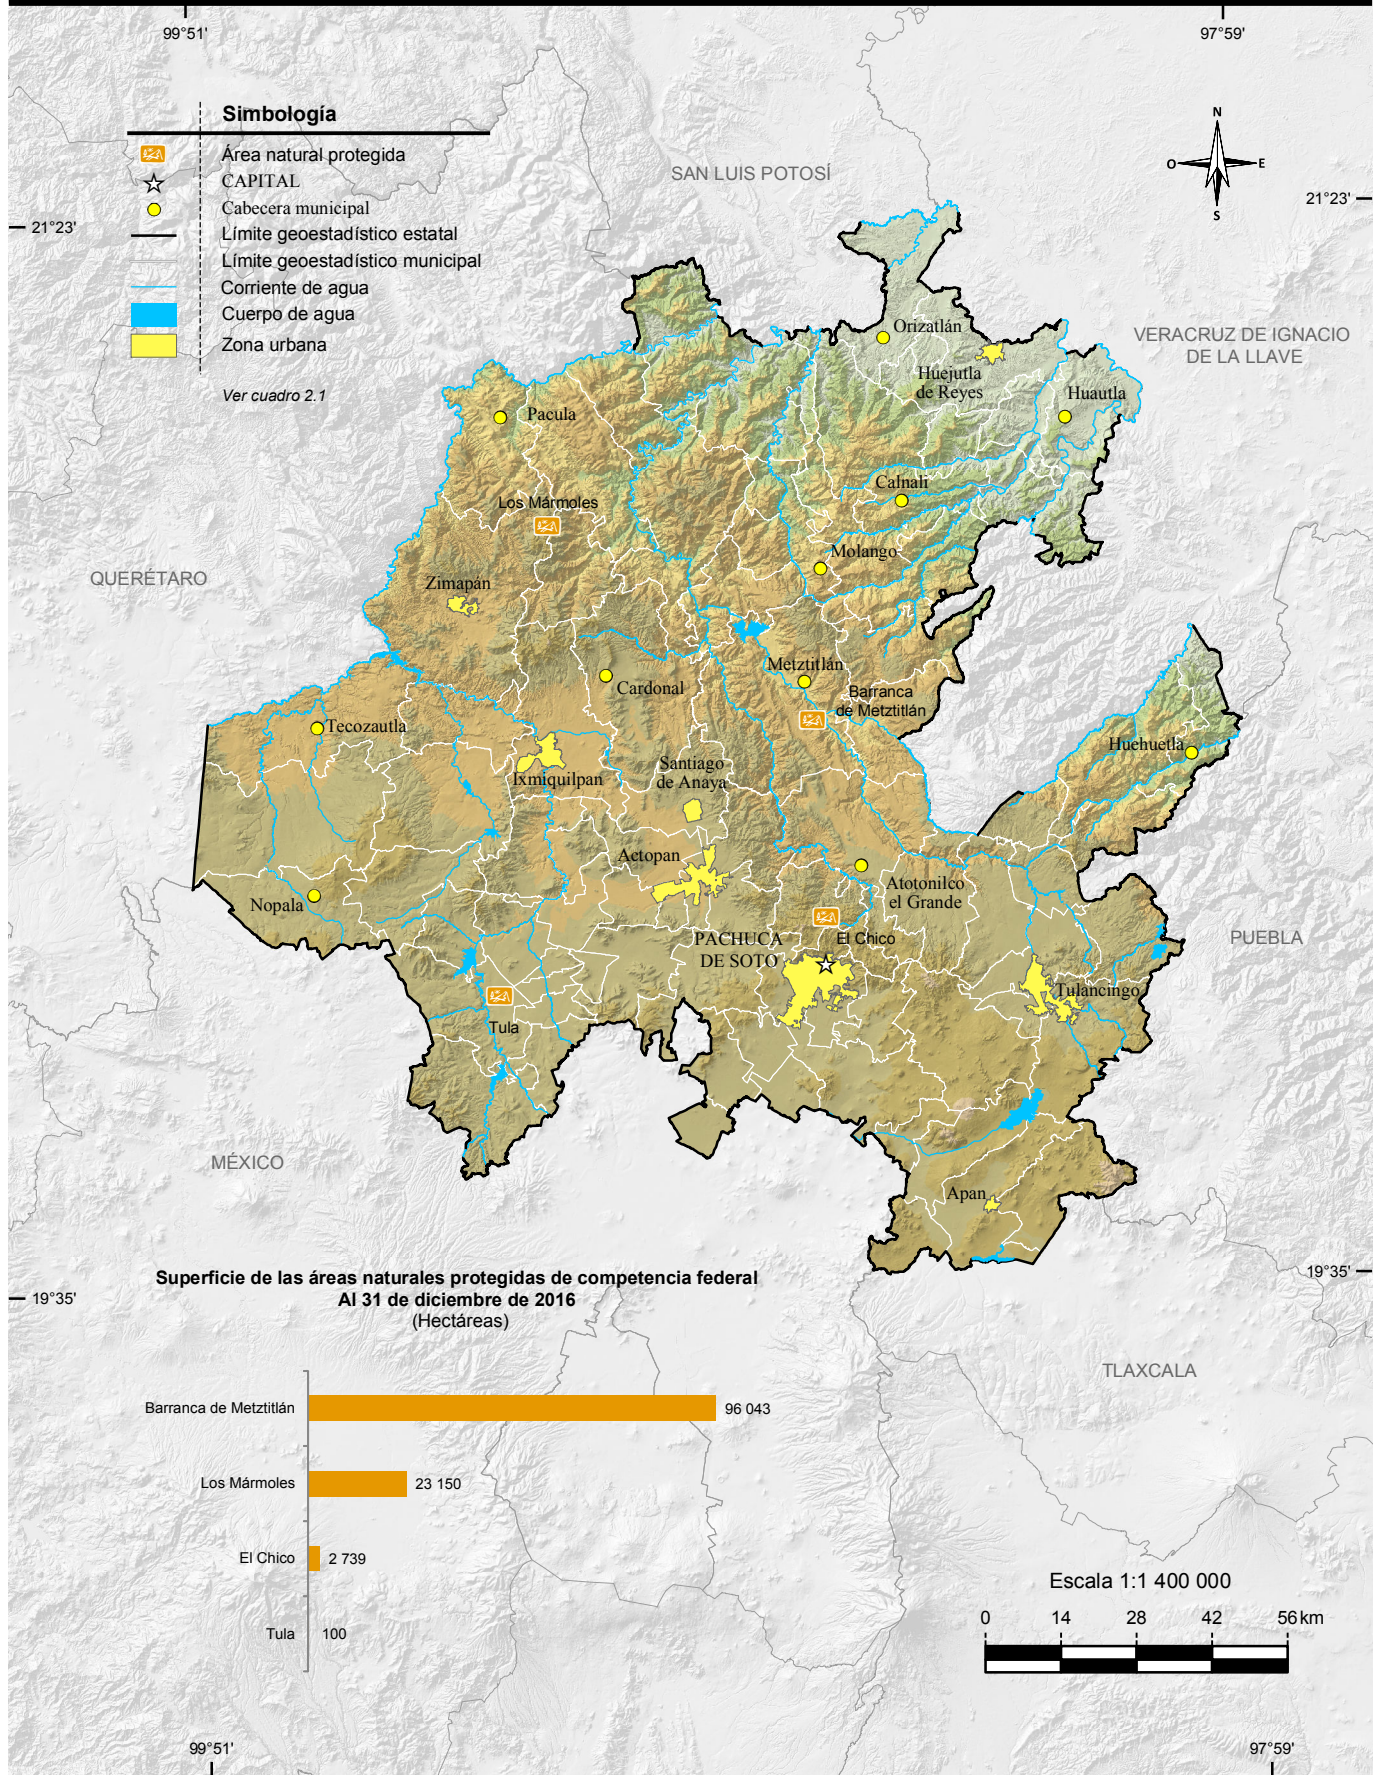 99°51'
97°59'
Simbología
Área natural protegida
CAPITAL
Cabecera municipal
Límite geoestadístico estatal
Límite geoestadístico municipal
Corriente de agua
Cuerpo de agua
Zona urbana
Ver cuadro 2.1
N
O
E
S
21°23'
21°23'
SAN LUIS POTOSÍ
VERACRUZ DE IGNACIO
DE LA LLAVE
QUERÉTARO
PUEBLA
MÉXICO
TLAXCALA
Orizatlán
Huejutla
de Reyes
Huautla
Pacula
Calnali
Los Mármoles
Molango
Zimapán
Metztitlán
Cardonal
Barranca
de Metztitlán
Tecozautla
Huehuetla
Ixmiquilpan
Santiago
de Anaya
Actopan
Atotonilco
el Grande
Nopala
El Chico
PACHUCA
DE SOTO
Tulancingo
Tula
Apan
19°35'
19°35'
Superficie de las áreas naturales protegidas de competencia federal
Al 31 de diciembre de 2016
(Hectáreas)
Barranca de Metztitlán
96 043
Los Mármoles
23 150
El Chico
2 739
Tula
100
Escala 1:1 400 000
0 14 28 42 56 km
99°51'
97°59'